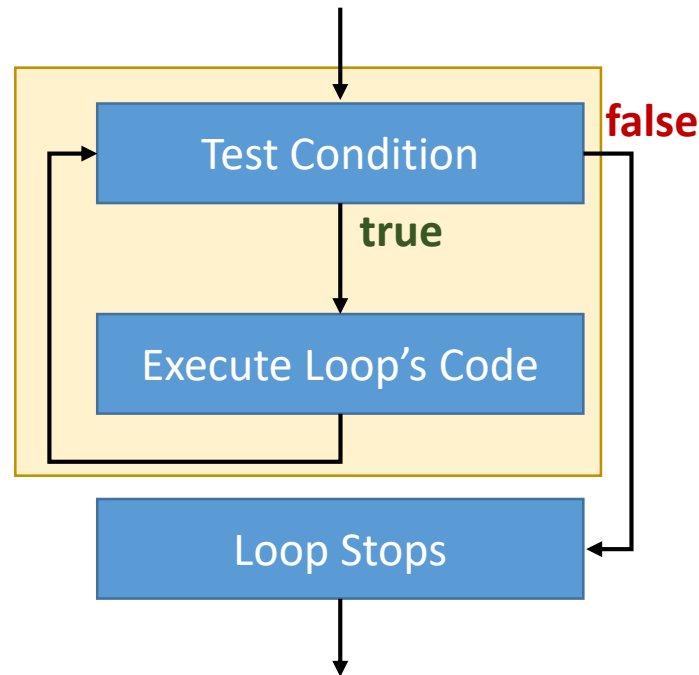 Test Condition
false
true
Execute Loop’s Code
Loop Stops